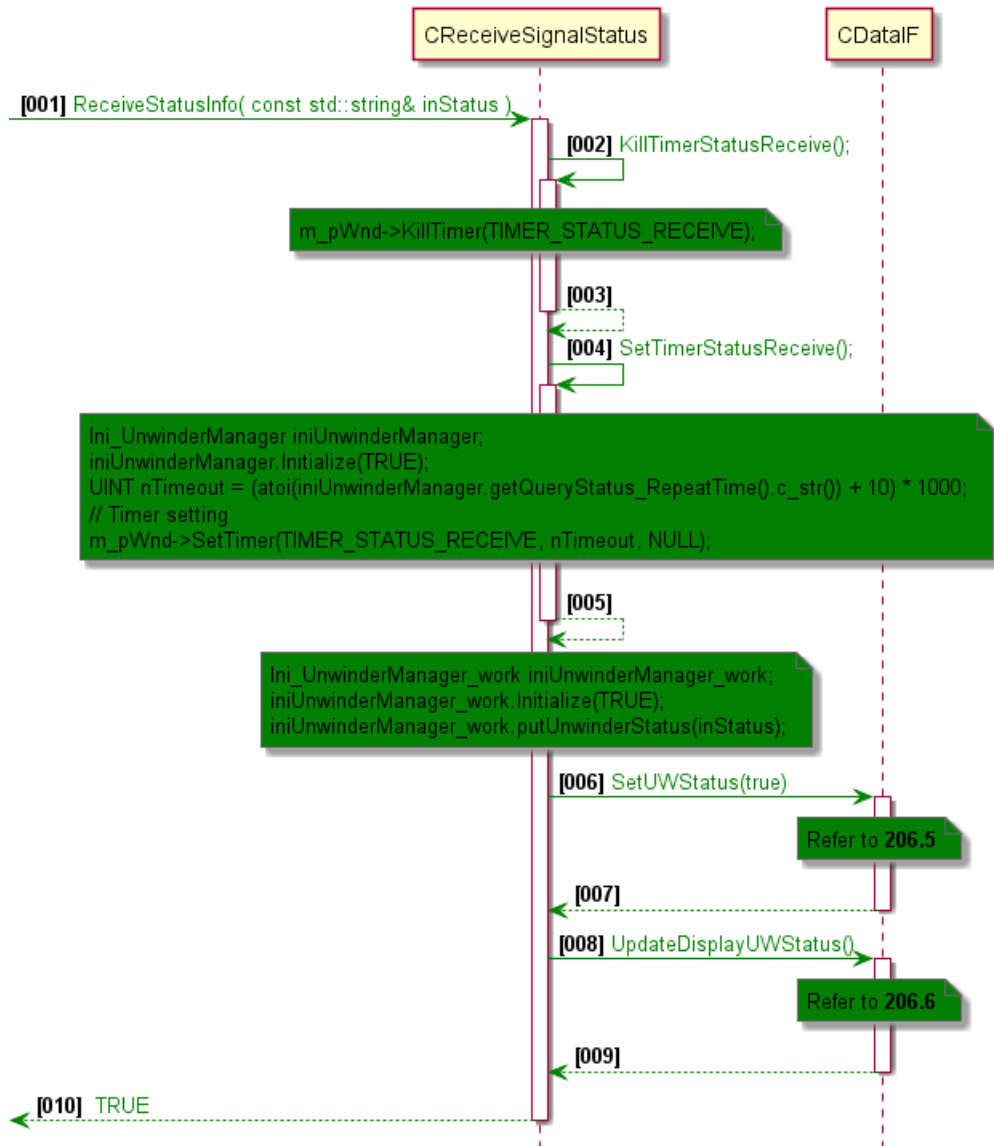 CReceiveSignalStatus
CDataIF
[001] ReceiveStatusInfo( const std::string& inStatus )
[002] KillTimerStatusReceive();
m_pWnd->KillTimer(TIMER_STATUS_RECEIVE);
[003]
[004] SetTimerStatusReceive();
Ini_UnwinderManager iniUnwinderManager;
iniUnwinderManager.Initialize(TRUE);
UINT nTimeout = (atoi(iniUnwinderManager.getQueryStatus_RepeatTime().c_str()) + 10) * 1000;
// Timer setting
m_pWnd->SetTimer(TIMER_STATUS_RECEIVE, nTimeout, NULL);
[005]
Ini_UnwinderManager_work iniUnwinderManager_work;
iniUnwinderManager_work.Initialize(TRUE);
iniUnwinderManager_work.putUnwinderStatus(inStatus);
[006] SetUWStatus(true)
Refer to 206.5
[007]
[008] UpdateDisplayUWStatus()
Refer to 206.6
[009]
[010] TRUE